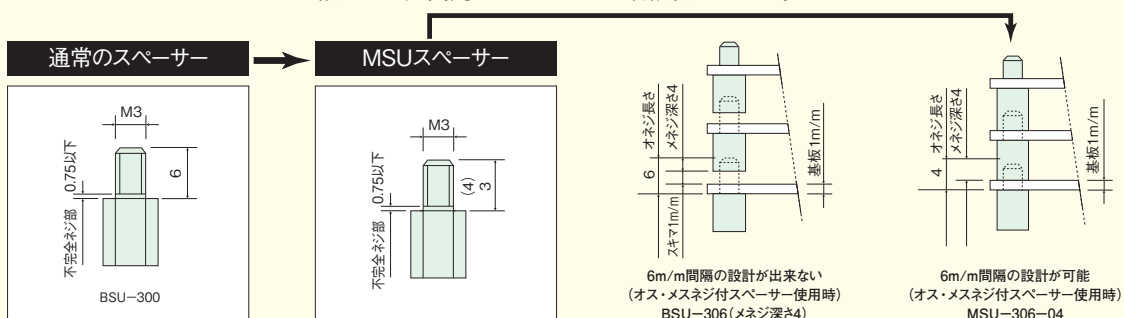 通常のスペーサー
MSUスペーサー
M3
0.75以下
6
不完全ネジ部
BSU−300
M3
0.75以下
(4)
3
不完全ネジ部
オネジ長さ
メネジ深さ4
6
スキマ1m/m
基板1m/m
6m/m間隔の設計が出来ない
(オス・メスネジ付スペーサー使用時)
BSU−306(メネジ深さ4)
オネジ長さ
メネジ深さ4
4
基板1m/m
6m/m間隔の設計が可能
(オス・メスネジ付スペーサー使用時)
MSU−306−04